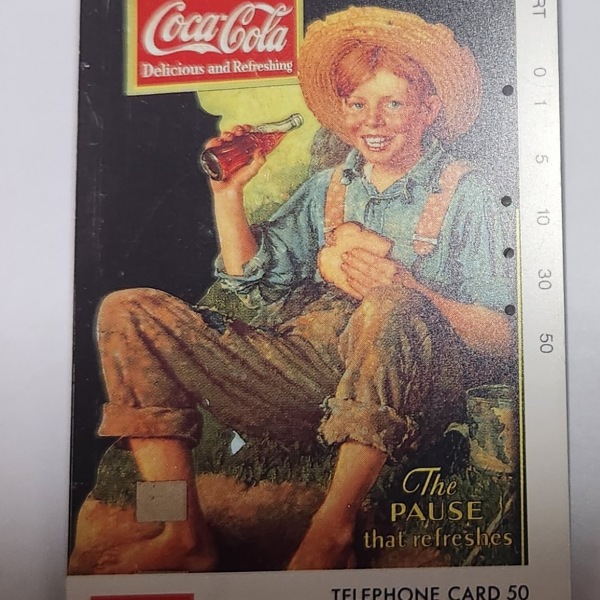 Coca-Cola
Delicious and Refreshing
RT 0/1 5 10 30 50
The
PAUSE
that refreshes
TELEPHONE CARD 50